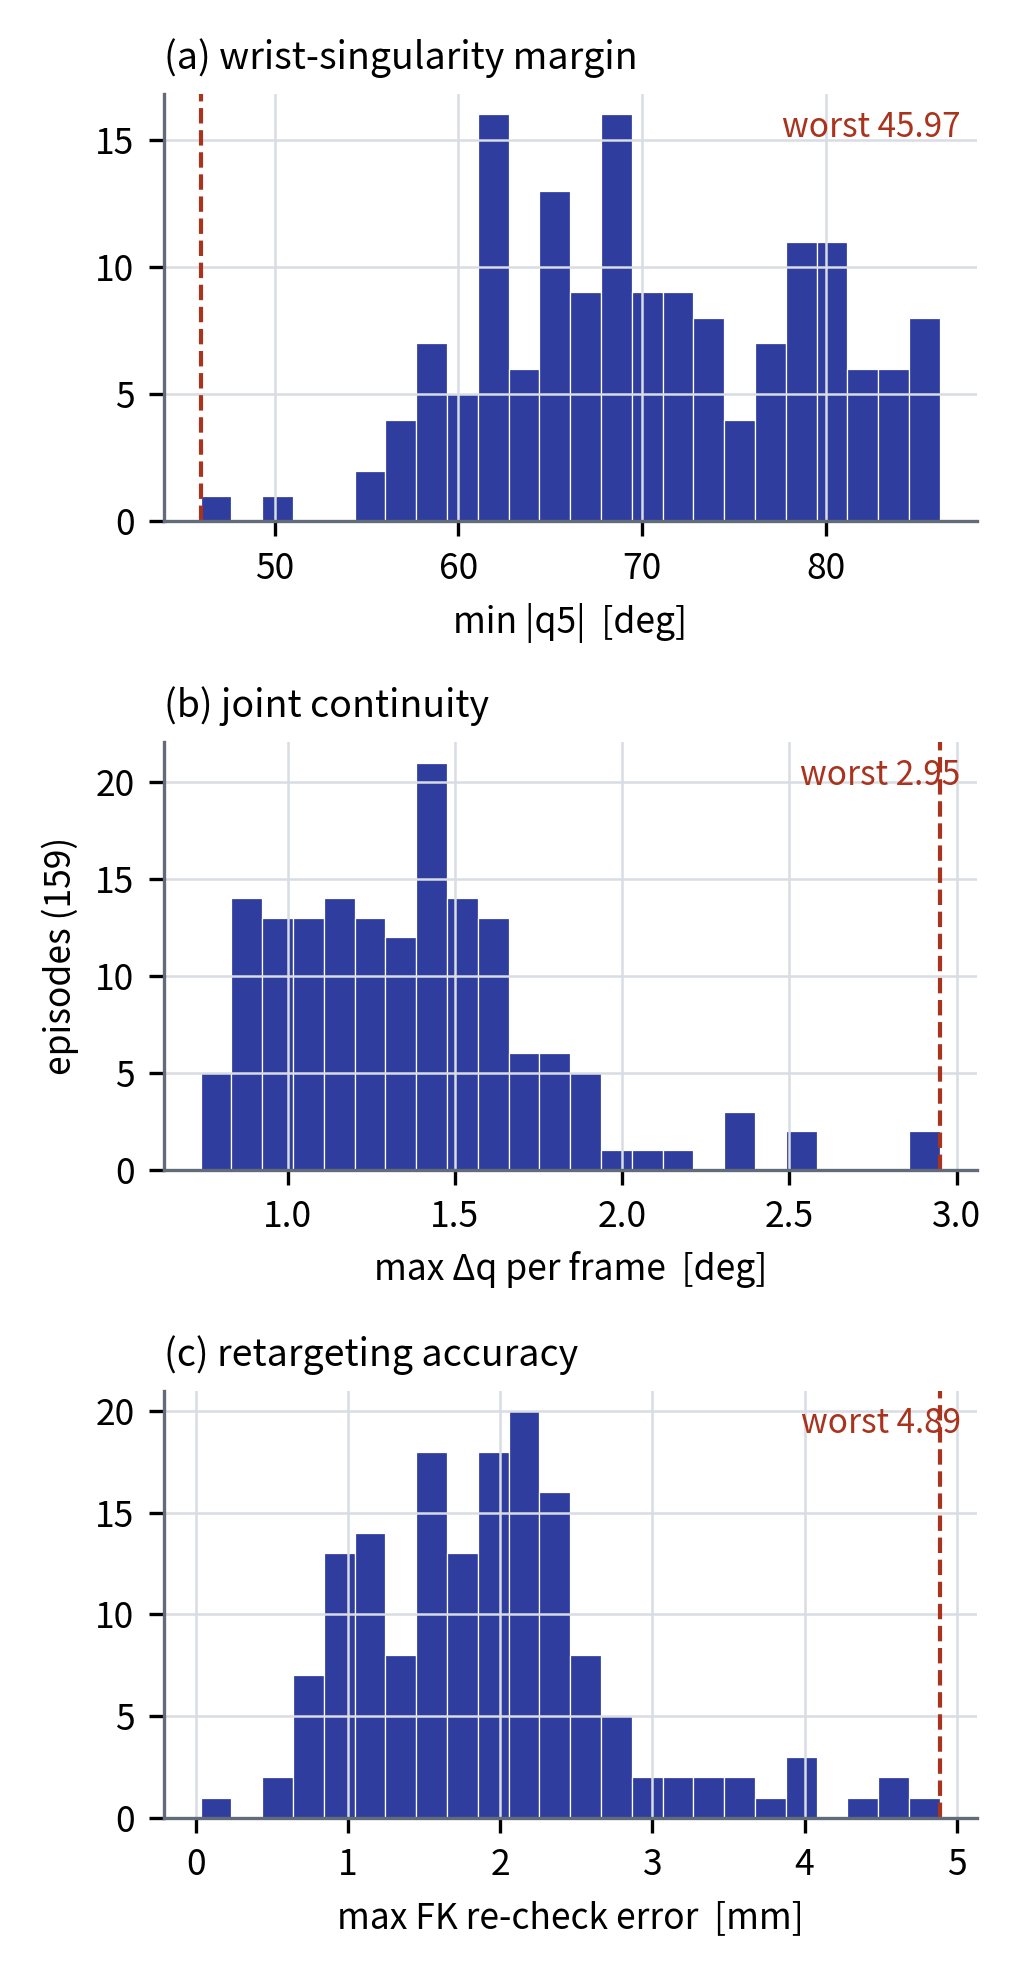 (a) wrist-singularity margin
worst 45.97
15
10
5
0
50 60 70 80
min |q5| [deg]
(b) joint continuity
worst 2.95
20
15
10
5
0
episodes (159)
1.0 1.5 2.0 2.5 3.0
max Δq per frame [deg]
(c) retargeting accuracy
worst 4.89
20
15
10
5
0
0 1 2 3 4 5
max FK re-check error [mm]